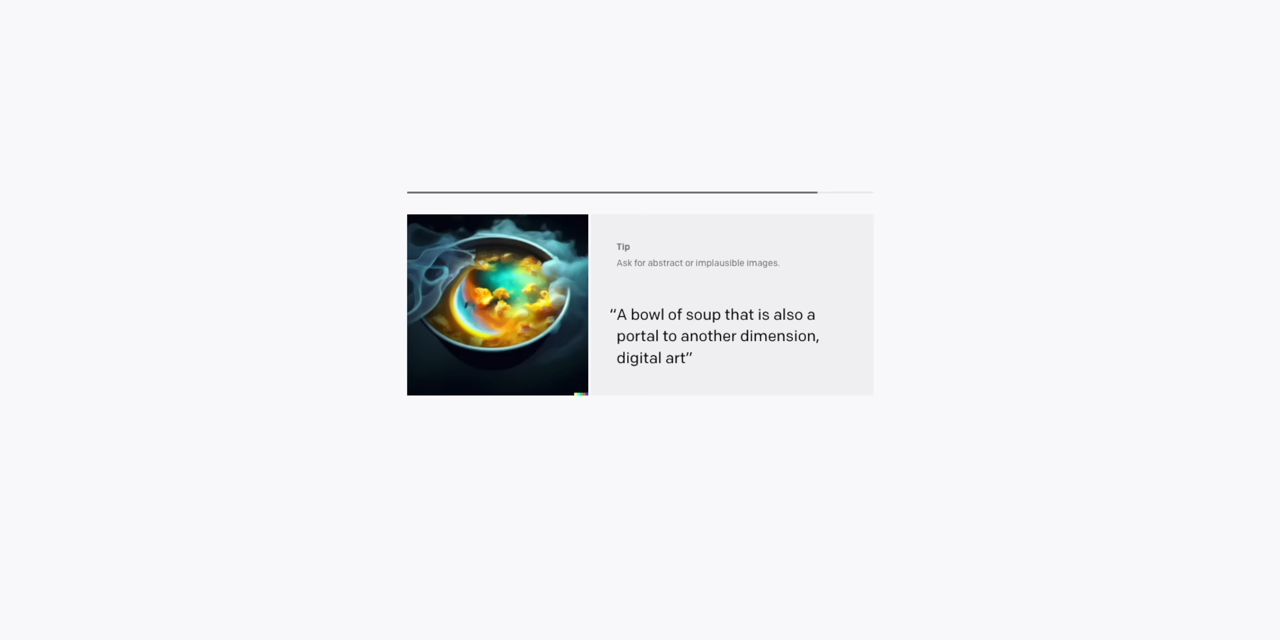 Tip
Ask for abstract or implausible images.
“A bowl of soup that is also a
portal to another dimension,
digital art”